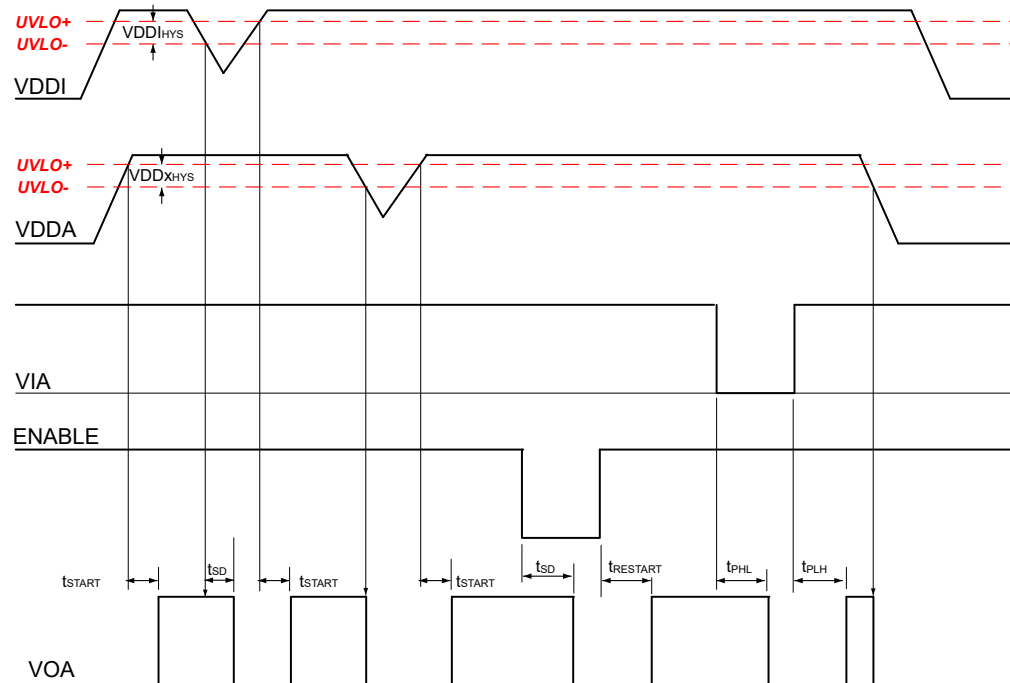 UVLO+
VDDIHYS
UVLO-
VDDI
UVLO+
VDDXHYS
UVLO-
VDDA
VIA
ENABLE
tSTART
tSD
tSTART
tSTART
tSD
tRESTART
tPHL
tPLH
VOA